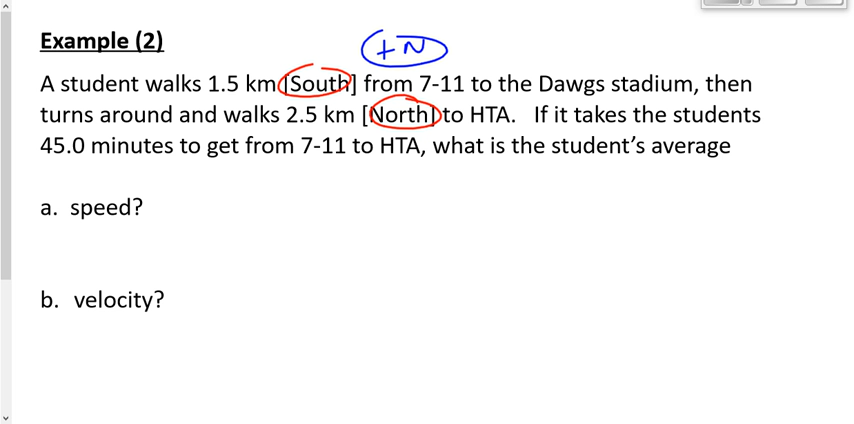 Example (2)
+N
A student walks 1.5 km [South] from 7-11 to the Dawgs stadium, then
turns around and walks 2.5 km [North] to HTA. If it takes the students
45.0 minutes to get from 7-11 to HTA, what is the student’s average
a. speed?
b. velocity?